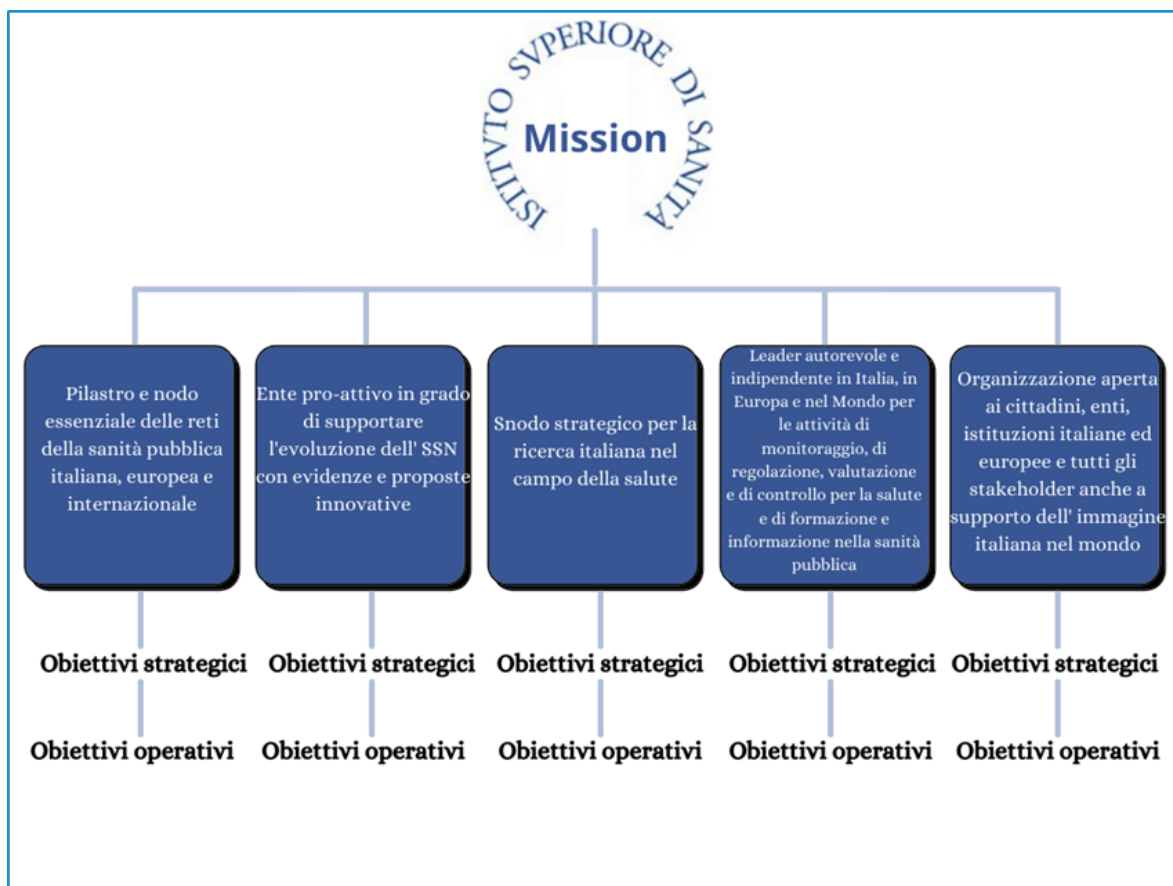 ISTITVTO SVPERIORE DI SANITÀ
Mission
Pilastro e nodo
essenziale delle reti
della sanità pubblica
italiana, europea e
internazionale
Ente pro-attivo in grado
di supportare
l'evoluzione dell' SSN
con evidenze e proposte
innovative
Snodo strategico per la
ricerca italiana nel
campo della salute
Leader autorevole e
indipendente in Italia, in
Europa e nel Mondo per
le attività di
monitoraggio, di
regolazione, valutazione
e di controllo per la salute
e di formazione e
informazione nella sanità
pubblica
Organizzazione aperta
ai cittadini, enti,
istituzioni italiane ed
europee e tutti gli
stakeholder anche a
supporto dell' immagine
italiana nel mondo
Obiettivi strategici
Obiettivi strategici
Obiettivi strategici
Obiettivi strategici
Obiettivi strategici
Obiettivi operativi
Obiettivi operativi
Obiettivi operativi
Obiettivi operativi
Obiettivi operativi